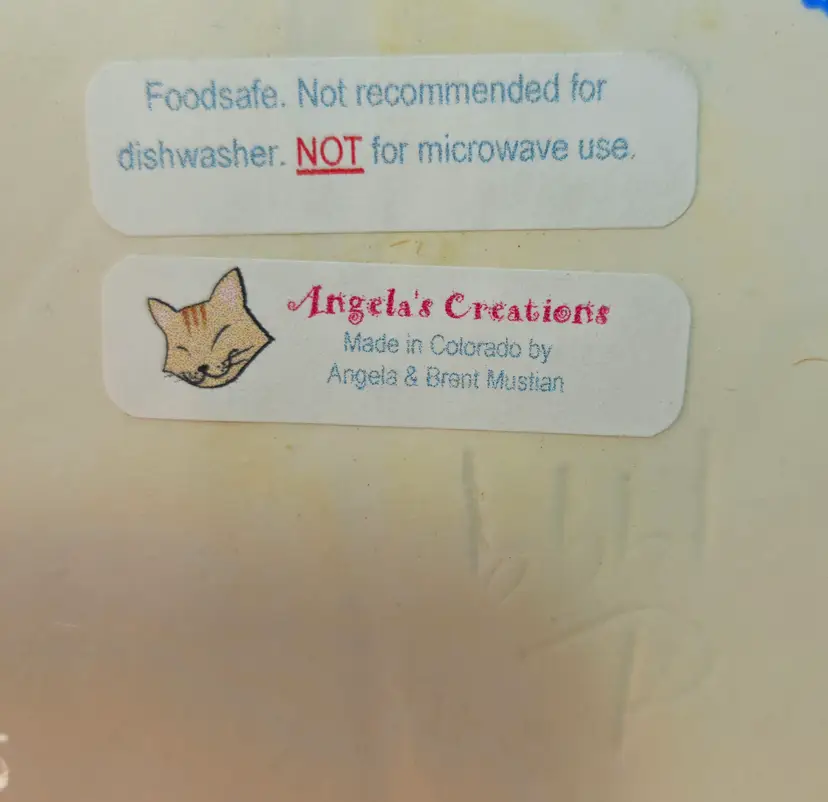 Foodsafe. Not recommended for
dishwasher. NOT for microwave use.
Angela's Creations
Made in Colorado by
Angela & Brent Mustian